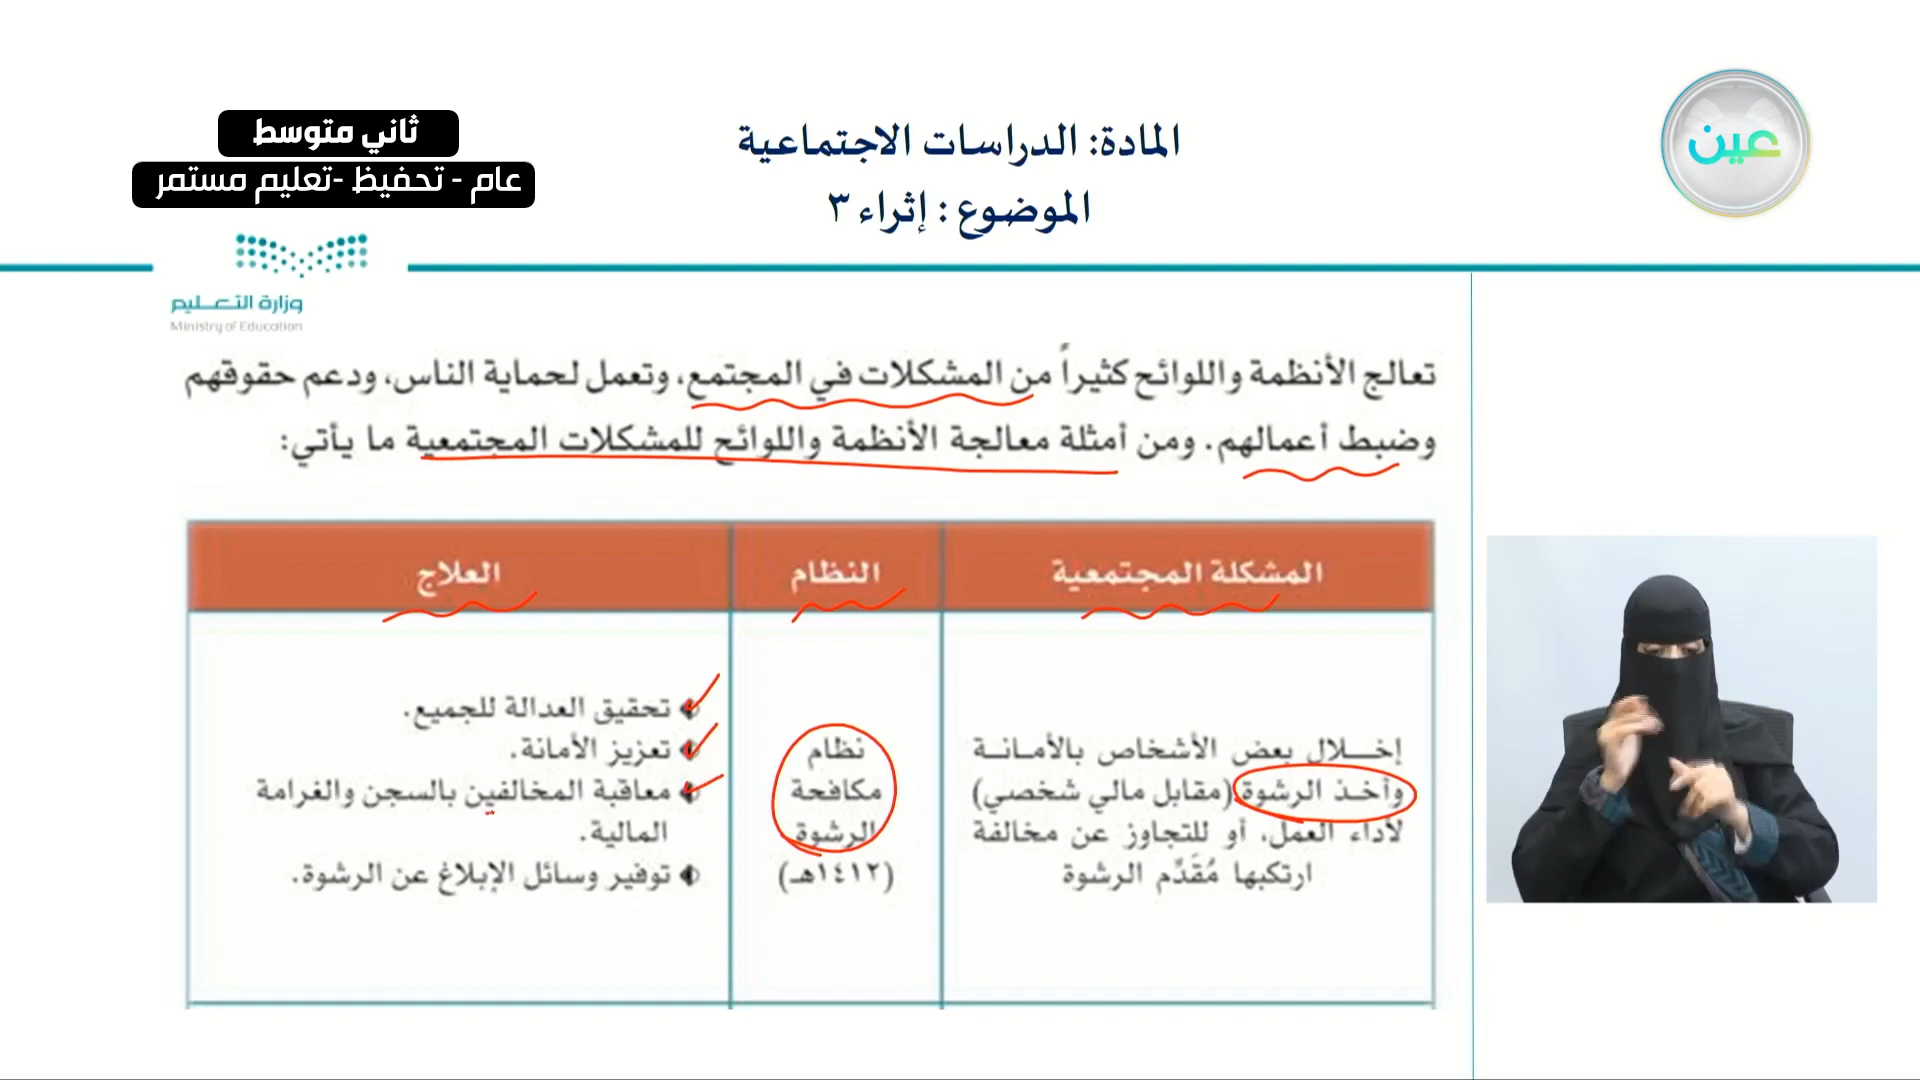 المادة: الدراسات الاجتماعية
الموضوع : إثراء ٣
عين
ثاني متوسط
عام - تحفيظ -تعليم مستمر
وزارة التعليم
Ministry of Education
تعالج الأنظمة واللوائح كثيراً من المشكلات في المجتمع، وتعمل لحماية الناس، ودعم حقوقهم
وضبط أعمالهم. ومن أمثلة معالجة الأنظمة واللوائح للمشكلات المجتمعية ما يأتي:
المشكلة المجتمعية
النظام
العلاج
إخلال بعض الأشخاص بالأمانة
وأخذ الرشوة (مقابل مالي شخصي)
لأداء العمل، أو للتجاوز عن مخالفة
ارتكبها مُقَدِّم الرشوة
نظام
مكافحة
الرشوة
(١٤١٢هـ)
تحقيق العدالة للجميع.
تعزيز الأمانة.
معاقبة المخالفين بالسجن والغرامة
المالية.
توفير وسائل الإبلاغ عن الرشوة.